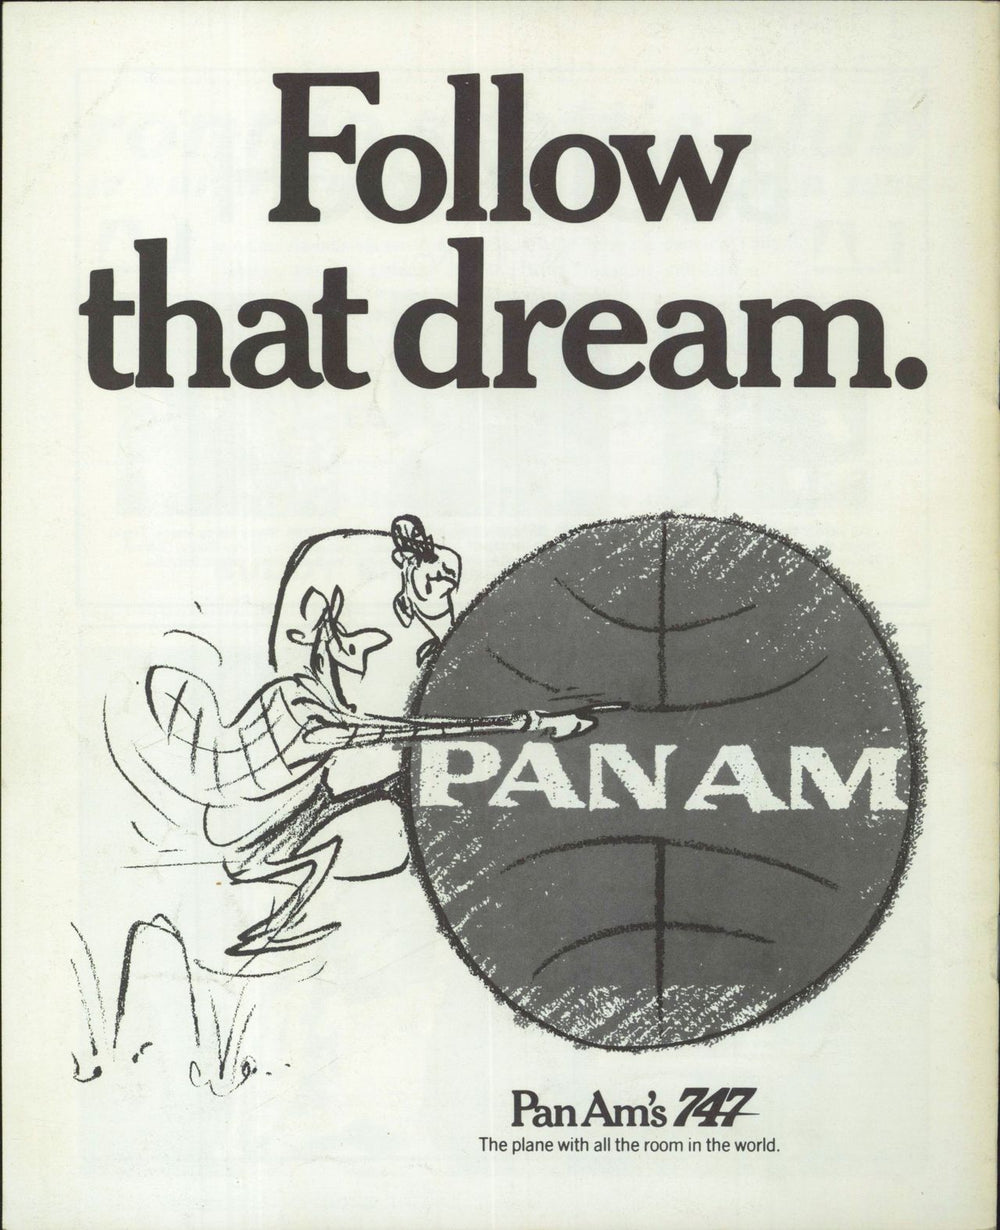 Follow
that dream.
PAN AM
Pan Am's 747
The plane with all the room in the world.